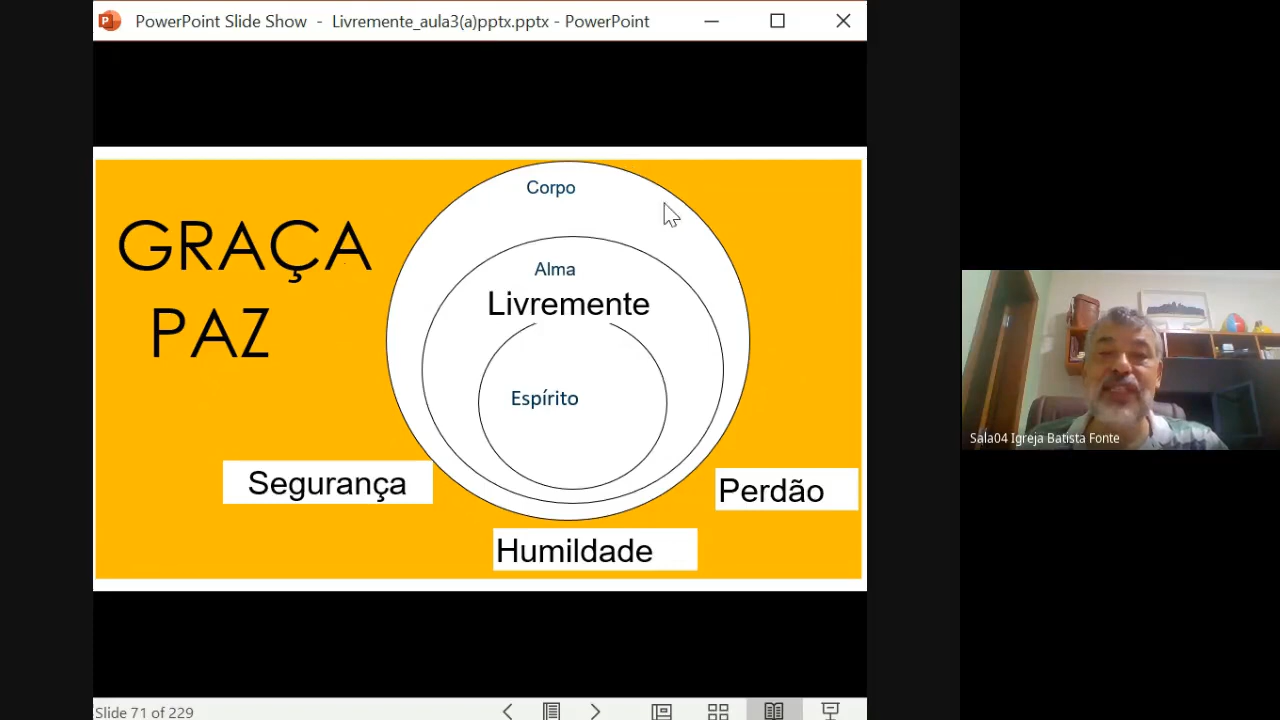 PowerPoint Slide Show - Livremente_aula3(a)pptx.pptx - PowerPoint
GRAÇA
PAZ
Corpo
Alma
Livremente
Espírito
Segurança
Perdão
Humildade
Sala04 Igreja Batista Fonte
Slide 71 of 229